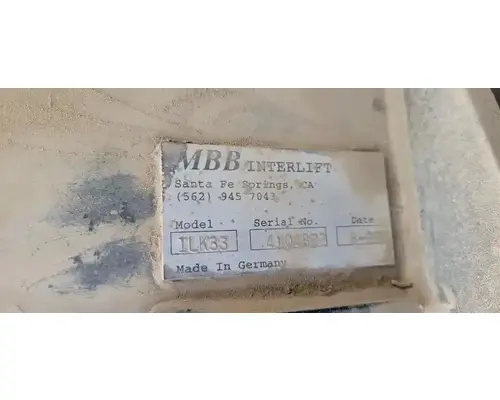 MBB INTERLIFT
Santa Fe Springs, CA
(562) 945 7043
Model Serial No. Date
ILK33
Made In Germany